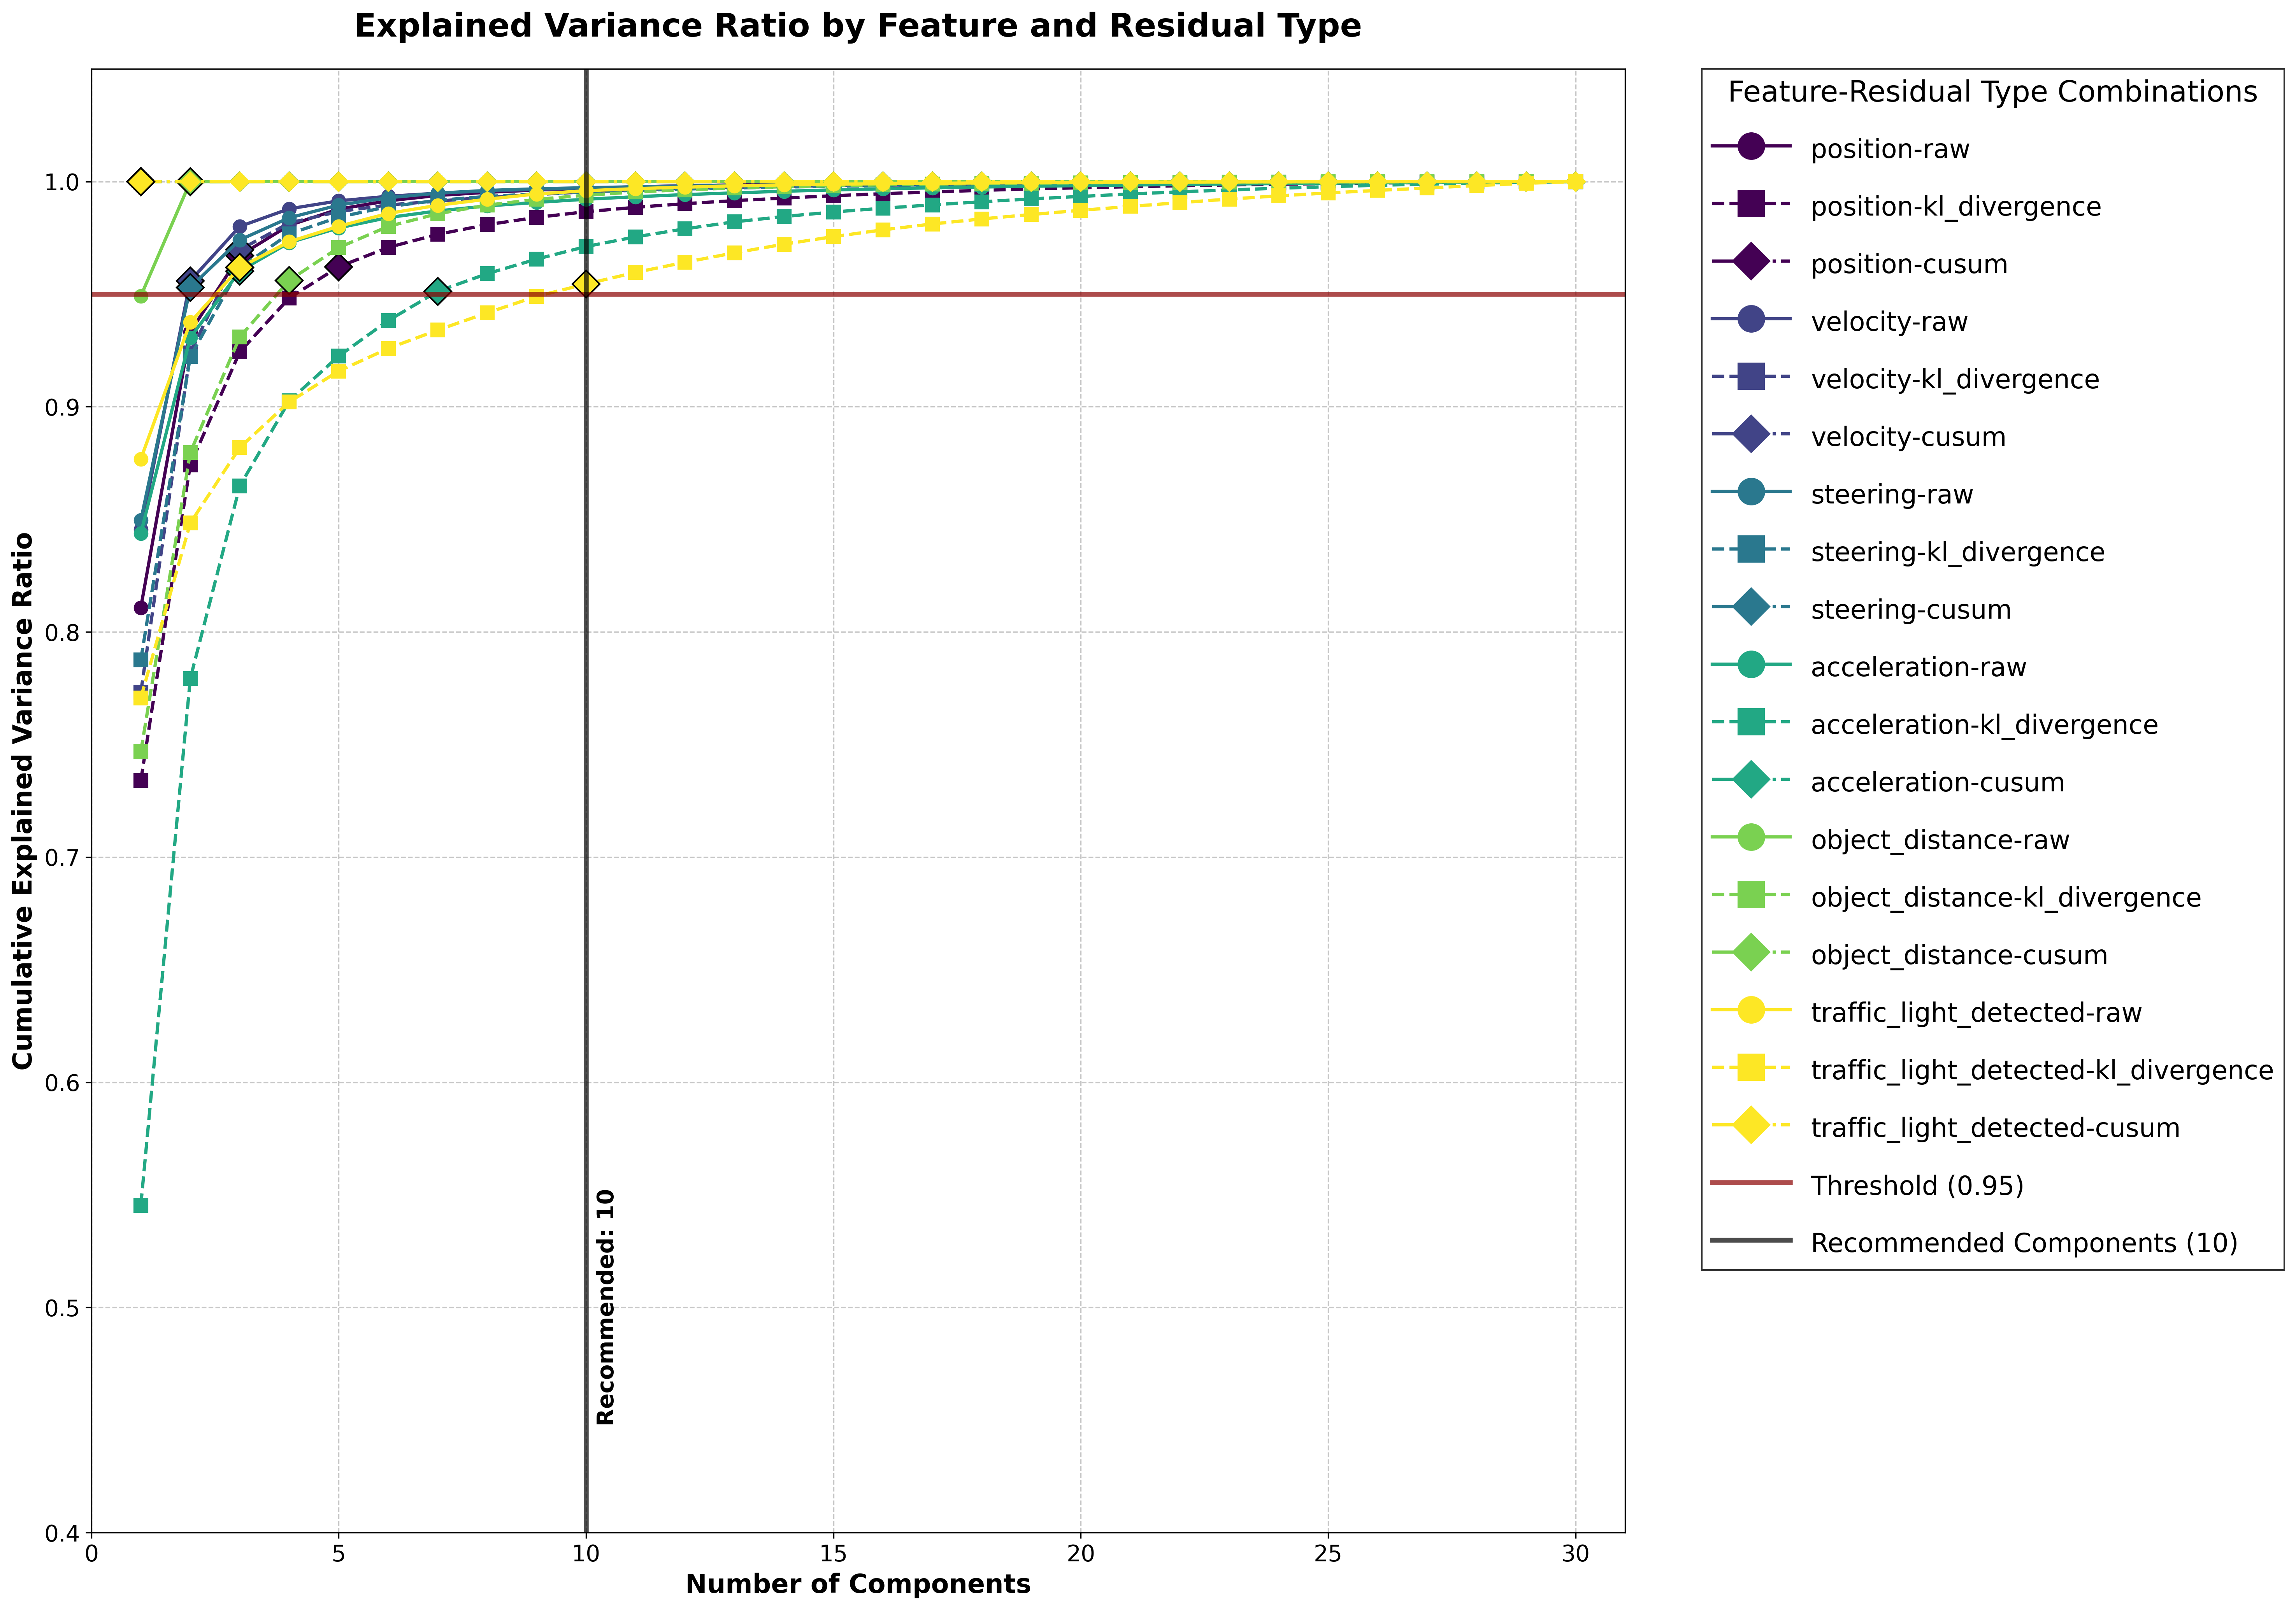 Explained Variance Ratio by Feature and Residual Type
Cumulative Explained Variance Ratio
1.0
0.9
0.8
0.7
0.6
0.5
0.4
0
5
10
15
20
25
30
Number of Components
Recommended: 10
Feature-Residual Type Combinations
position-raw
position-kl_divergence
position-cusum
velocity-raw
velocity-kl_divergence
velocity-cusum
steering-raw
steering-kl_divergence
steering-cusum
acceleration-raw
acceleration-kl_divergence
acceleration-cusum
object_distance-raw
object_distance-kl_divergence
object_distance-cusum
traffic_light_detected-raw
traffic_light_detected-kl_divergence
traffic_light_detected-cusum
Threshold (0.95)
Recommended Components (10)